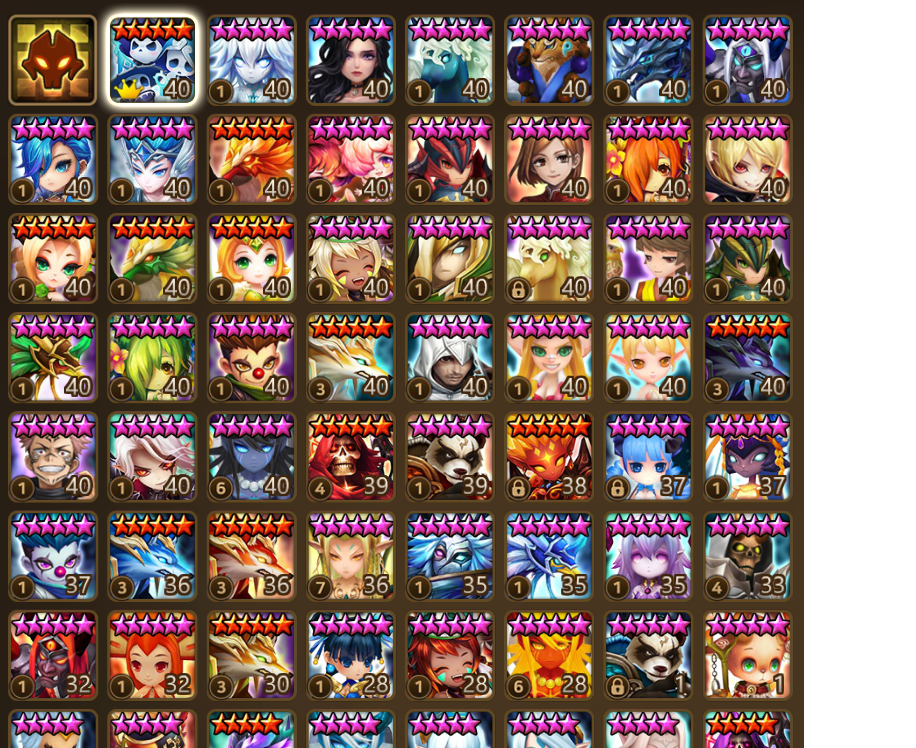 40 1 40 40 1 40 40 1 40 1 40
1 40 1 40 1 40 1 40 1 40 40 1 40 40
1 40 1 40 1 40 1 40 1 40 40 1 40 1 40
1 40 1 40 1 40 3 40 1 40 1 40 1 40 3 40
1 40 1 40 6 40 4 39 1 39 38 37 1 37
1 37 3 36 3 36 7 36 1 35 1 35 1 35 4 33
1 32 1 32 3 30 1 28 1 28 6 28 1 1